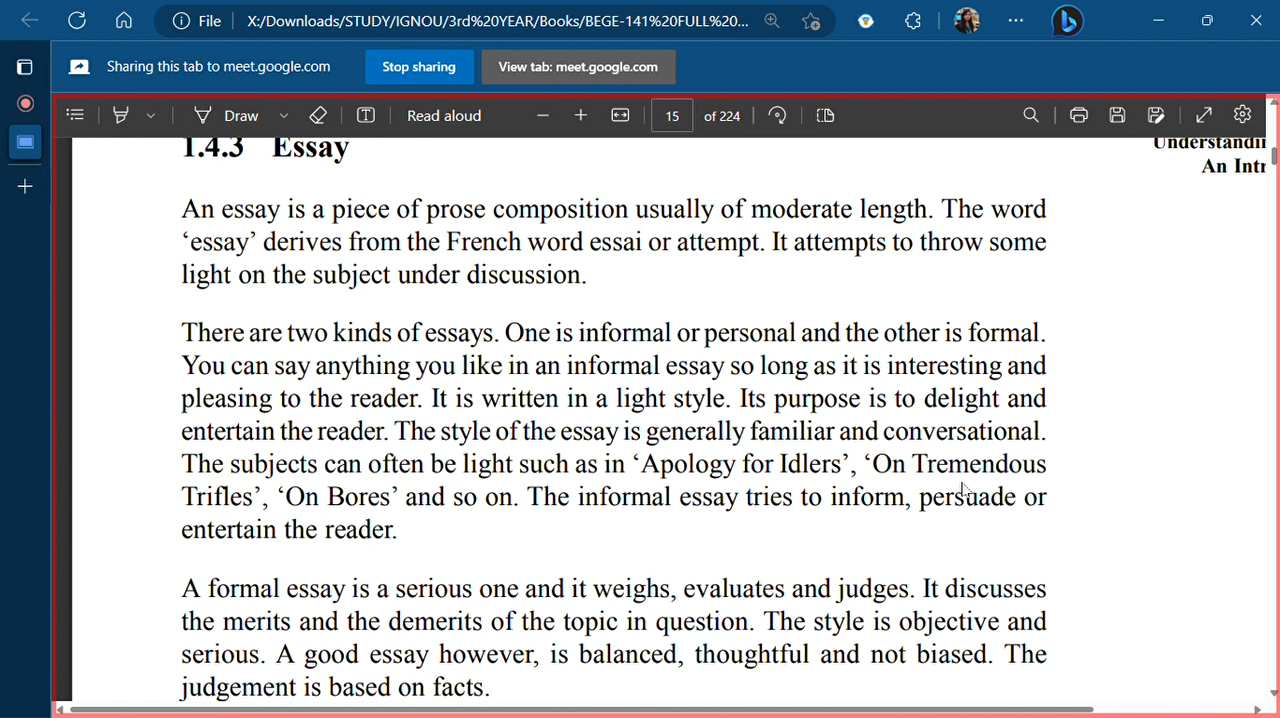 File X:/Downloads/STUDY/IGNOU/3rd%20YEAR/Books/BEGE-141%20FULL%20...
Sharing this tab to meet.google.com Stop sharing View tab: meet.google.com
Draw Read aloud 15 of 224
1.4.3 Essay
An essay is a piece of prose composition usually of moderate length. The word
‘essay’ derives from the French word essai or attempt. It attempts to throw some
light on the subject under discussion.
There are two kinds of essays. One is informal or personal and the other is formal.
You can say anything you like in an informal essay so long as it is interesting and
pleasing to the reader. It is written in a light style. Its purpose is to delight and
entertain the reader. The style of the essay is generally familiar and conversational.
The subjects can often be light such as in ‘Apology for Idlers’, ‘On Tremendous
Trifles’, ‘On Bores’ and so on. The informal essay tries to inform, persuade or
entertain the reader.
A formal essay is a serious one and it weighs, evaluates and judges. It discusses
the merits and the demerits of the topic in question. The style is objective and
serious. A good essay however, is balanced, thoughtful and not biased. The
judgement is based on facts.
An